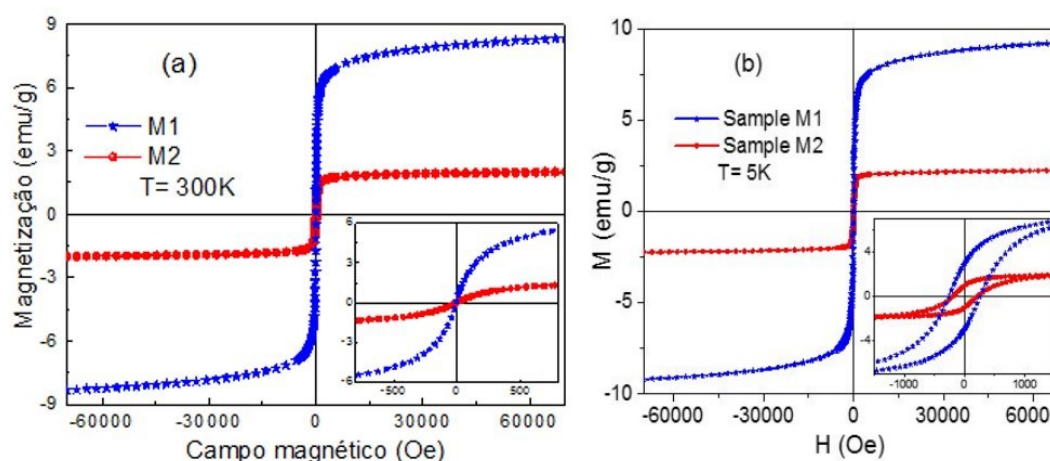 (a)
M1
M2
T= 300K
Magnetização (emu/g)
9
6
3
0
-3
-6
-9
-60000 -30000 0 30000 60000
Campo magnético (Oe)
6
3
0
-3
-6
-500 0 500
(b)
Sample M1
Sample M2
T= 5K
M (emu/g)
10
5
0
-5
-10
-60000 -30000 0 30000 60000
H (Oe)
4
0
-4
-1000 0 1000